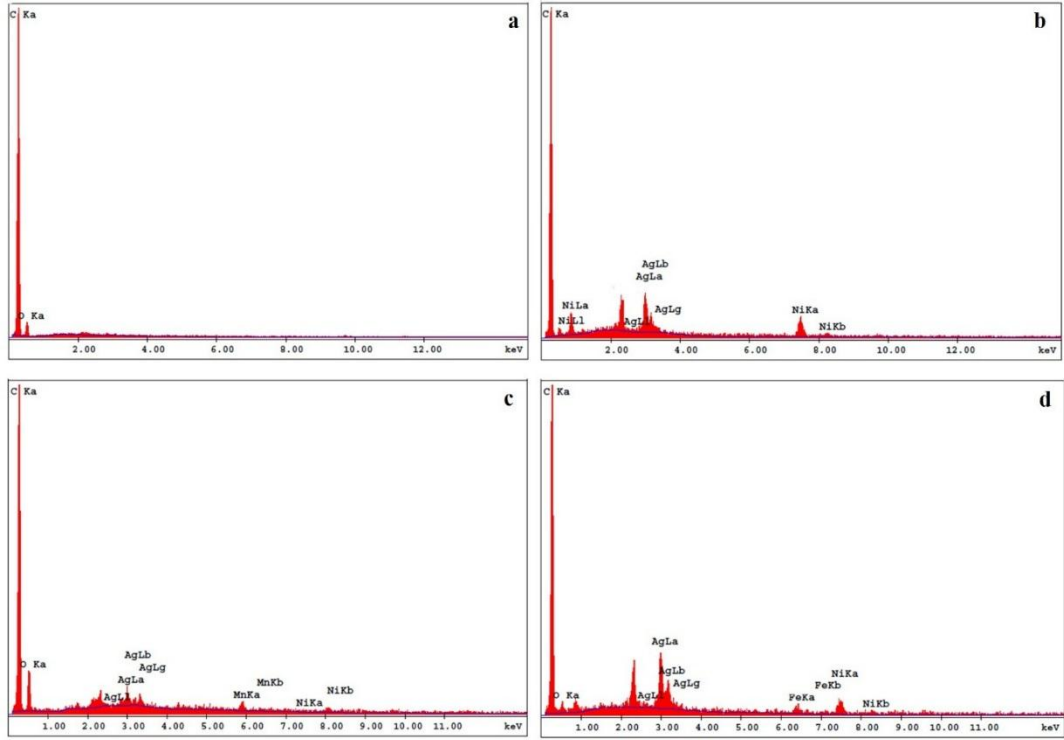 C Ka
a
O Ka
2.00 4.00 6.00 8.00 10.00 12.00
keV
C Ka
b
AgLb
AgLa
NiLa
AgLg
NiKa
NiLl
AgLl
NiKb
2.00 4.00 6.00 8.00 10.00 12.00
keV
C Ka
c
AgLb
O Ka
AgLg
AgLa
MnKb
AgLl
MnKa
NiKb
NiKa
1.00 2.00 3.00 4.00 5.00 6.00 7.00 8.00 9.00 10.00 11.00
keV
C Ka
d
AgLa
AgLb
NiKa
AgLg
FeKb
O Ka
AgLl
FeKa
NiKb
1.00 2.00 3.00 4.00 5.00 6.00 7.00 8.00 9.00 10.00 11.00
keV